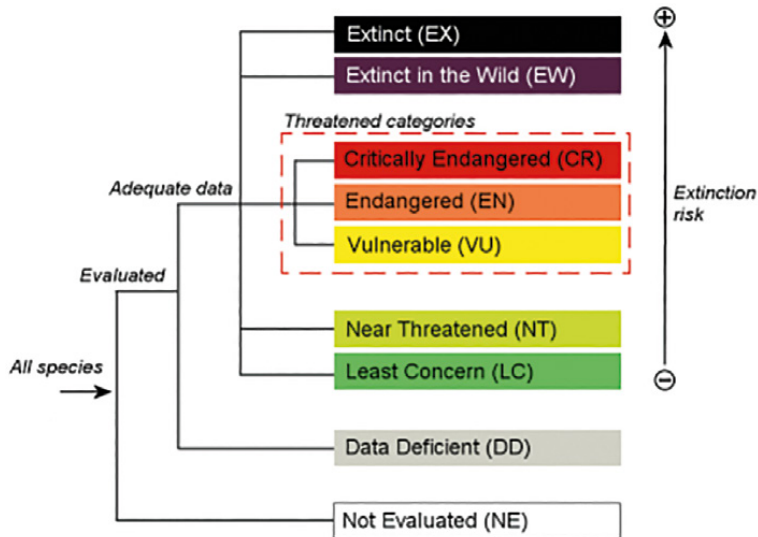 Extinct (EX)
Extinct in the Wild (EW)
Threatened categories
Critically Endangered (CR)
Adequate data
Endangered (EN)
Extinction
risk
Vulnerable (VU)
Evaluated
Near Threatened (NT)
All species
Least Concern (LC)
Data Deficient (DD)
Not Evaluated (NE)